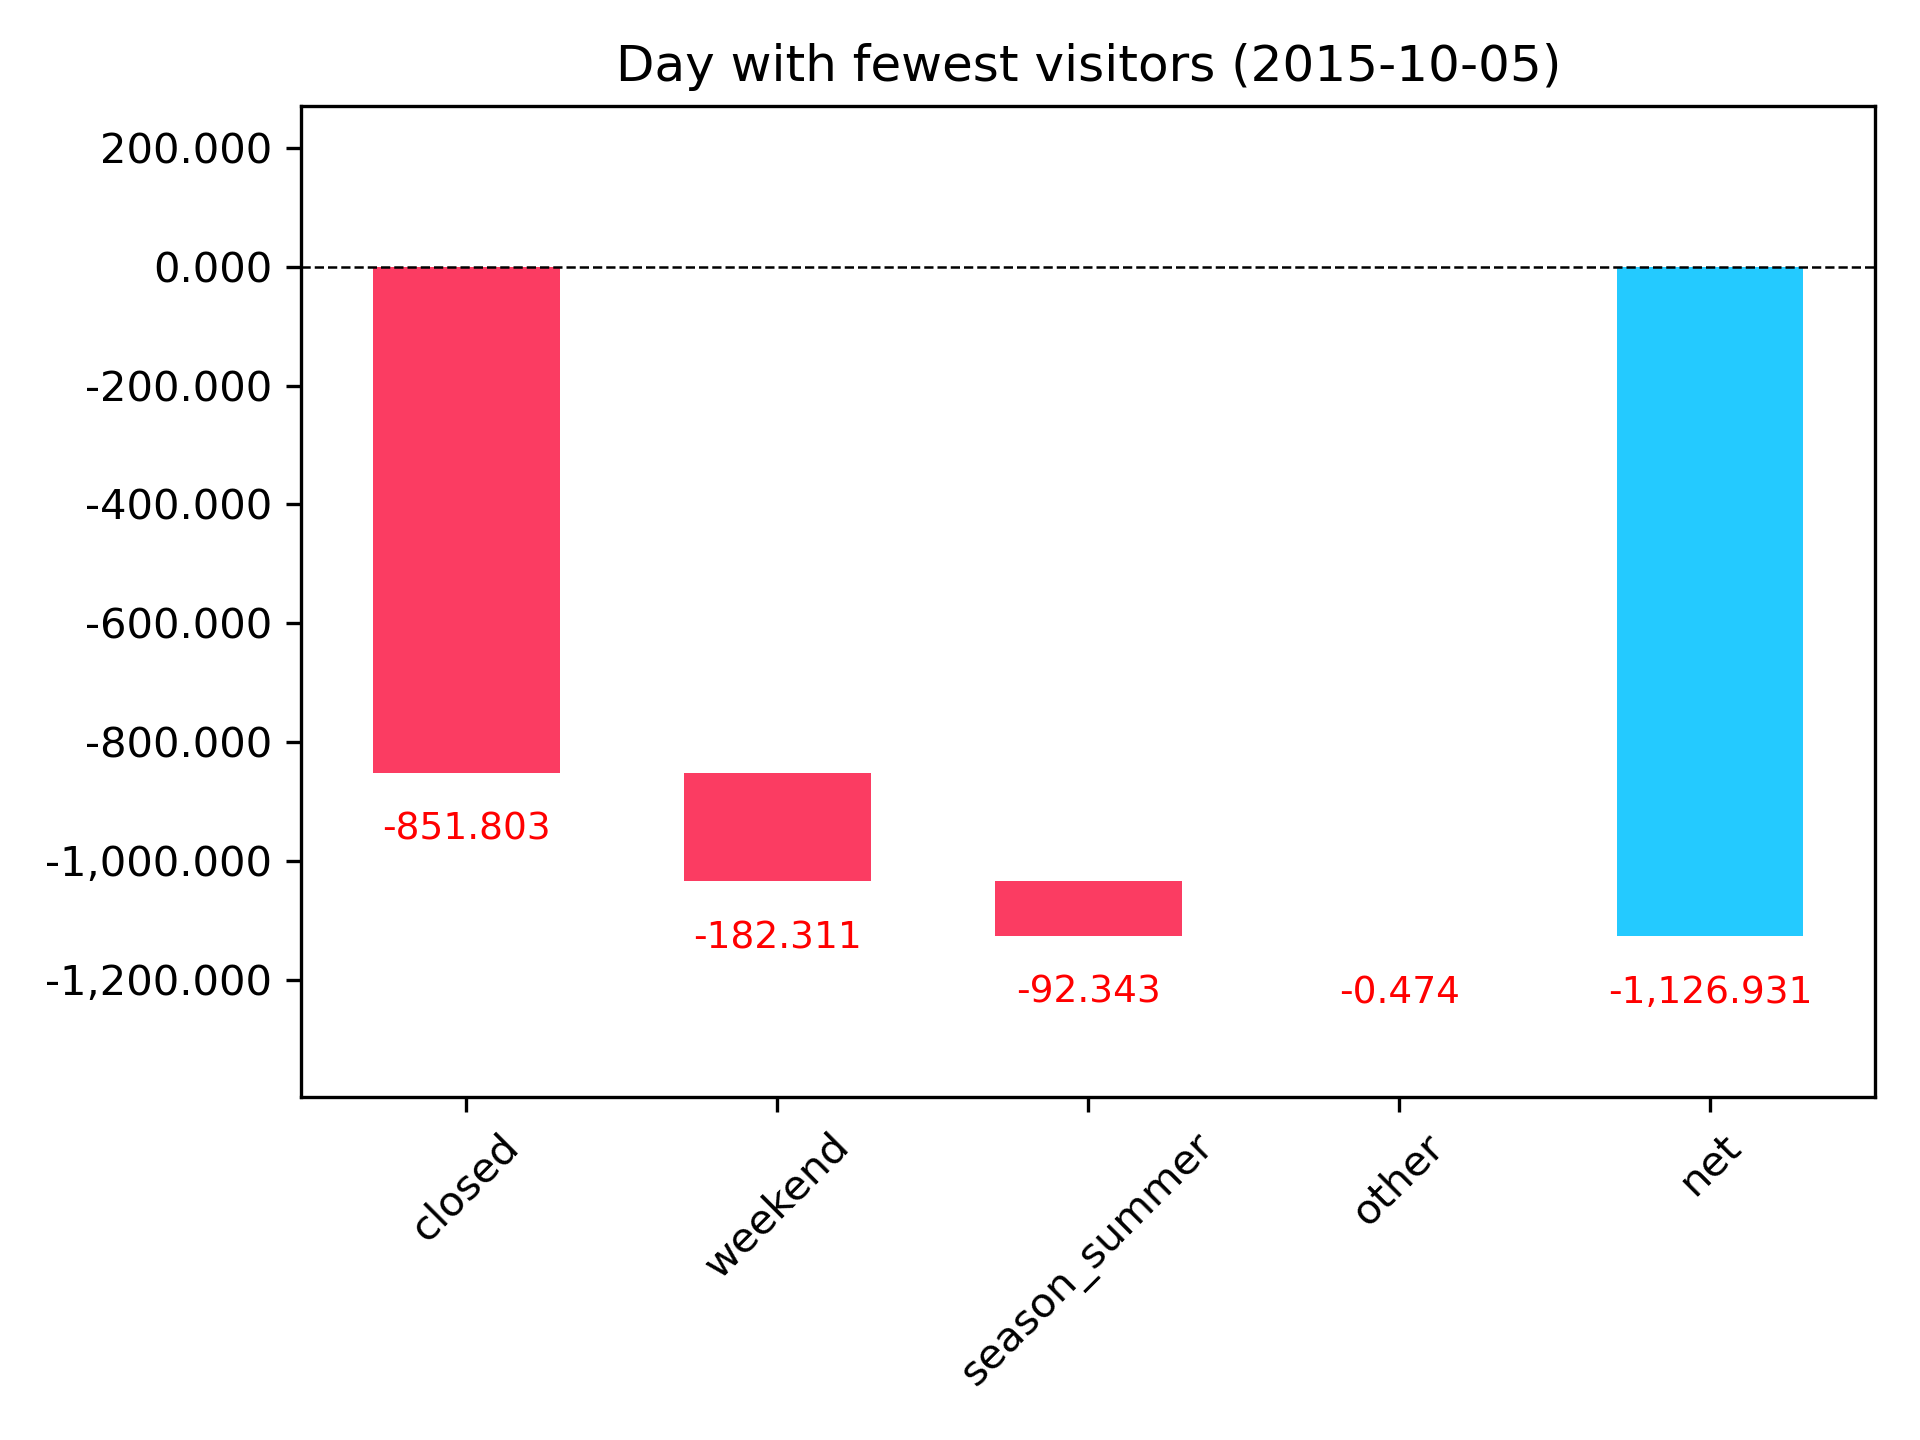 Day with fewest visitors (2015-10-05)
200.000
0.000
-200.000
-400.000
-600.000
-800.000
-1,000.000
-1,200.000
-851.803
-182.311
-92.343
-0.474
-1,126.931
closed
weekend
season_summer
other
net